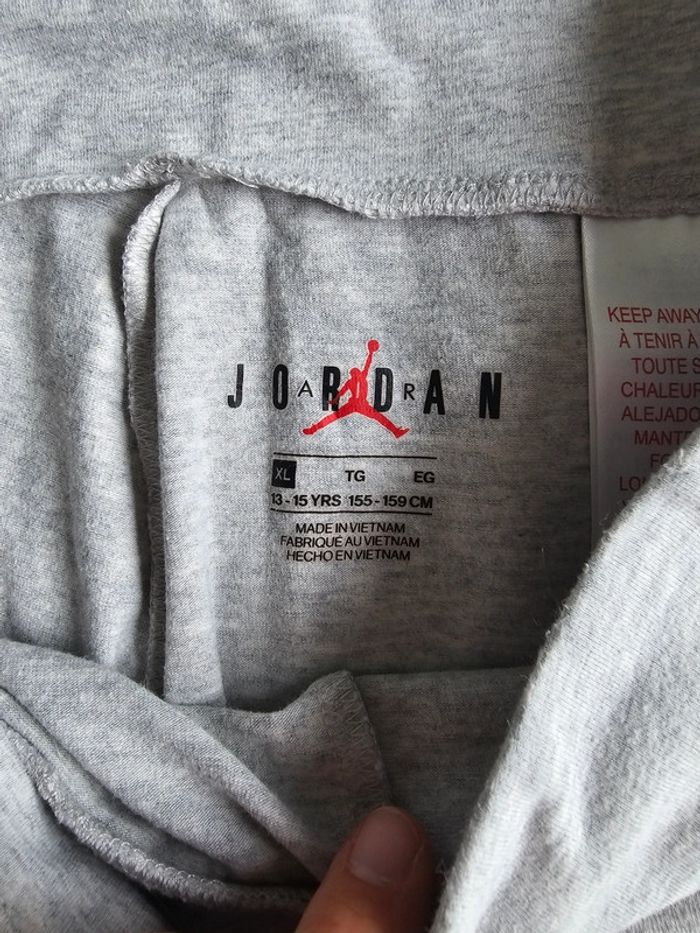 JORDAN
AIR
XL TG EG
13 - 15 YRS 155 - 159 CM
MADE IN VIETNAM
FABRIQUÉ AU VIETNAM
HECHO EN VIETNAM
KEEP AWAY
À TENIR À
TOUTE
CHALEUR
ALEJADO